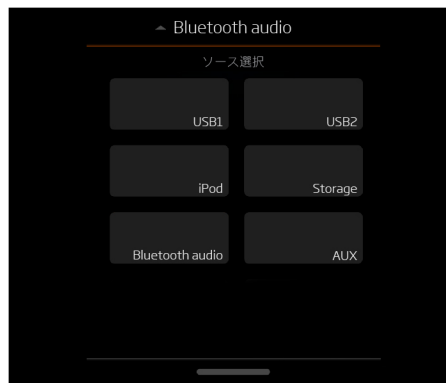 Bluetooth audio
ソース選択
USB1
USB2
iPod
Storage
Bluetooth audio
AUX